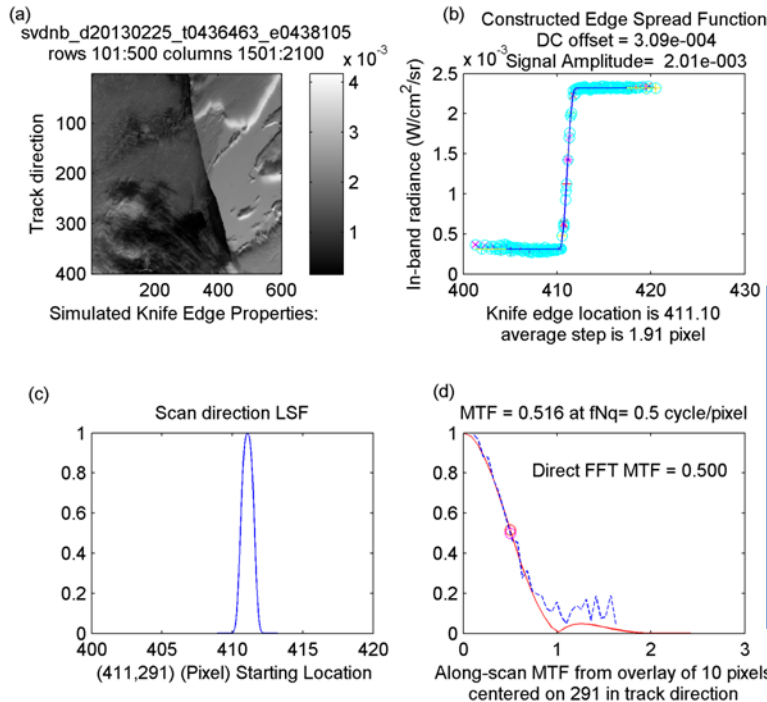 (a)
svdnb_d20130225_t0436463_e0438105
rows 101:500 columns 1501:2100
x 10⁻³
4
3
2
1
Track direction
100
200
300
400
200 400 600
Simulated Knife Edge Properties:
(b)
Constructed Edge Spread Function
DC offset = 3.09e-004
x 10⁻³ Signal Amplitude= 2.01e-003
In-band radiance (W/cm²/sr)
2.5
2
1.5
1
0.5
0
400 410 420 430
Knife edge location is 411.10
average step is 1.91 pixel
(c)
Scan direction LSF
1
0.8
0.6
0.4
0.2
0
400 405 410 415 420
(411,291) (Pixel) Starting Location
(d)
MTF = 0.516 at fNq= 0.5 cycle/pixel
Direct FFT MTF = 0.500
1
0.8
0.6
0.4
0.2
0
0 1 2 3
Along-scan MTF from overlay of 10 pixels
centered on 291 in track direction